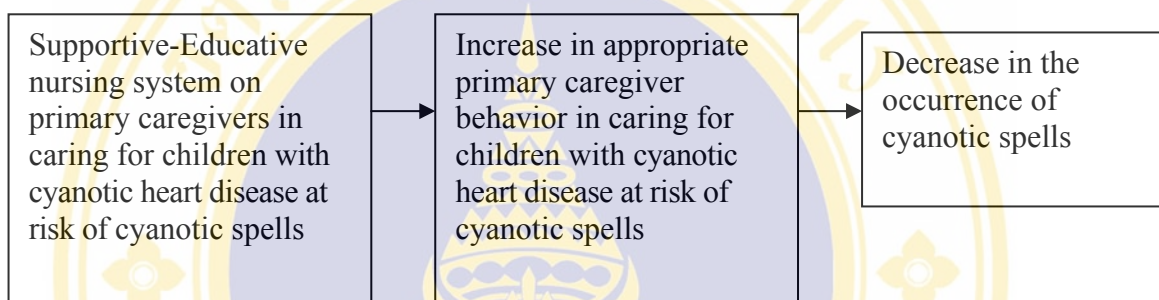 Supportive-Educative
nursing system on
primary caregivers in
caring for children with
cyanotic heart disease at
risk of cyanotic spells
Increase in appropriate
primary caregiver
behavior in caring for
children with cyanotic
heart disease at risk of
cyanotic spells
Decrease in the
occurrence of
cyanotic spells